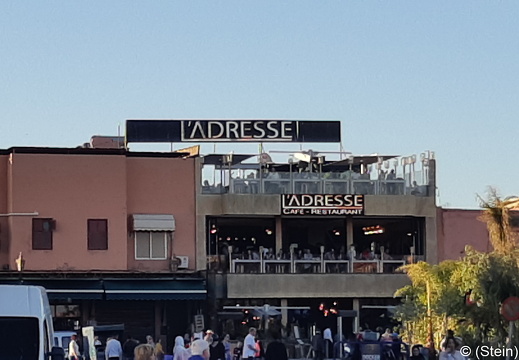 L'ADRESSE
L'ADRESSE
CAFÉ - RESTAURANT
© (Stein)